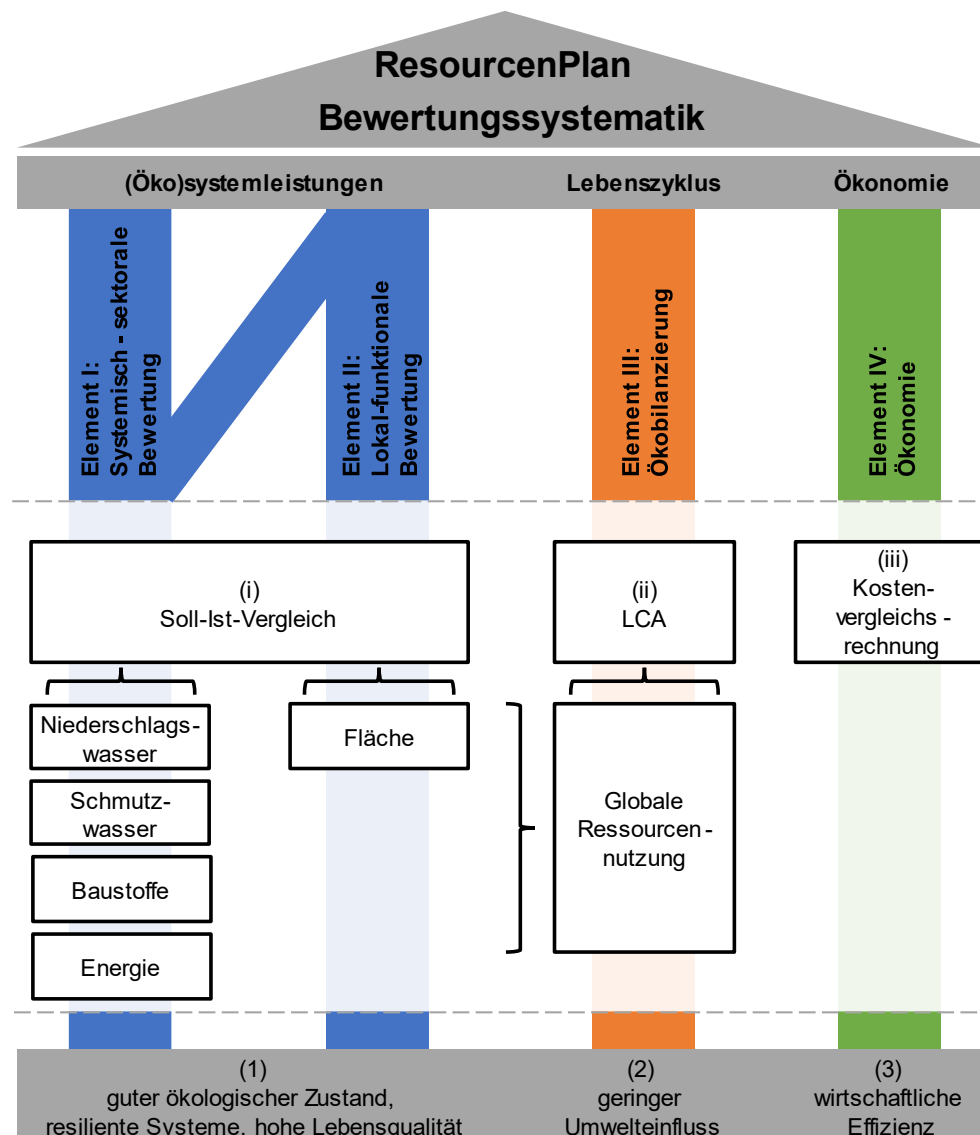 ResourcenPlan
Bewertungssystematik
(Öko)systemleistungen
Lebenszyklus
Ökonomie
Element I:
Systemisch - sektorale
Bewertung
Element II:
Lokal-funktionale
Bewertung
Element III:
Ökobilanzierung
Element IV:
Ökonomie
(i)
Soll-Ist-Vergleich
(ii)
LCA
(iii)
Kosten-
vergleichs -
rechnung
Niederschlags-
wasser
Schmutz-
wasser
Baustoffe
Energie
Fläche
Globale
Ressourcen -
nutzung
(1)
guter ökologischer Zustand,
resiliente Systeme, hohe Lebensqualität
(2)
geringer
Umwelteinfluss
(3)
wirtschaftliche
Effizienz